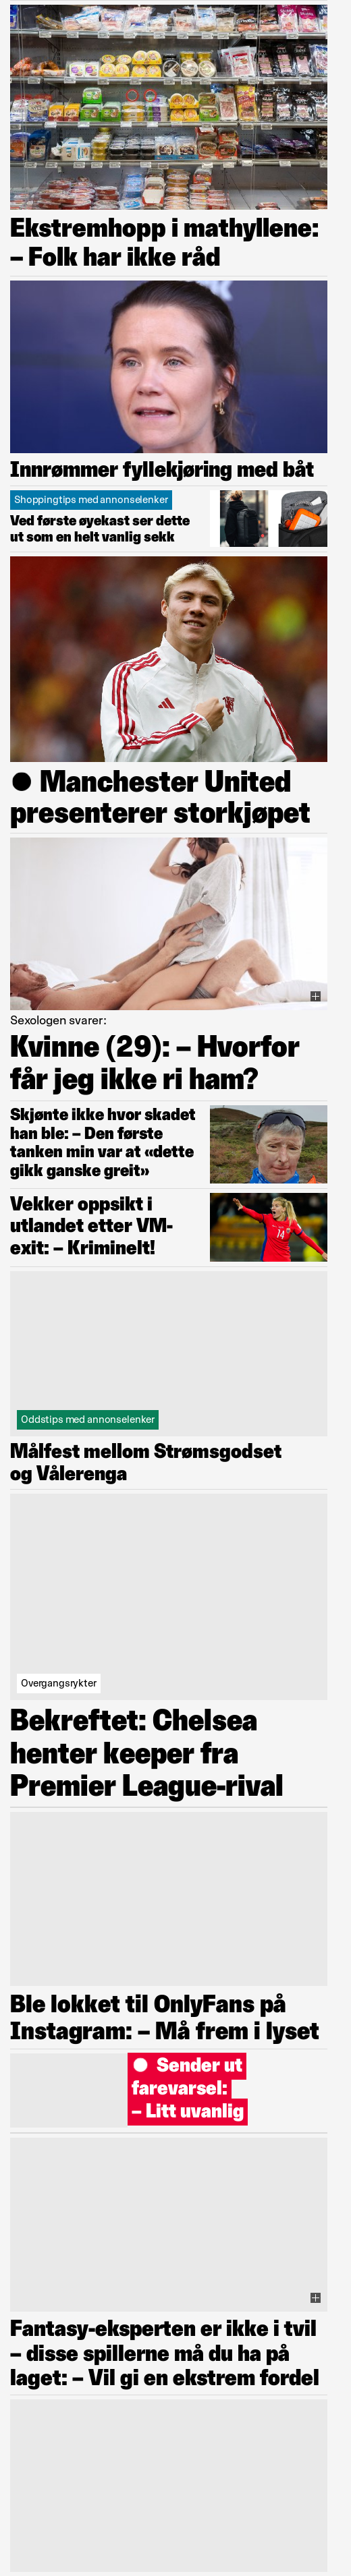 Ekstremhopp i mathyllene:
– Folk har ikke råd
Innrømmer fyllekjøring med båt
Shoppingtips med annonselenker
Ved første øyekast ser dette
ut som en helt vanlig sekk
● Manchester United
presenterer storkjøpet
Sexologen svarer:
Kvinne (29): – Hvorfor
får jeg ikke ri ham?
Skjønte ikke hvor skadet
han ble: – Den første
tanken min var at «dette
gikk ganske greit»
Vekker oppsikt i
utlandet etter VM-
exit: – Kriminelt!
14
Oddstips med annonselenker
Målfest mellom Strømsgodset
og Vålerenga
Overgangsrykter
Bekreftet: Chelsea
henter keeper fra
Premier League-rival
Ble lokket til OnlyFans på
Instagram: – Må frem i lyset
● Sender ut
farevarsel:
– Litt uvanlig
Fantasy-eksperten er ikke i tvil
– disse spillerne må du ha på
laget: – Vil gi en ekstrem fordel